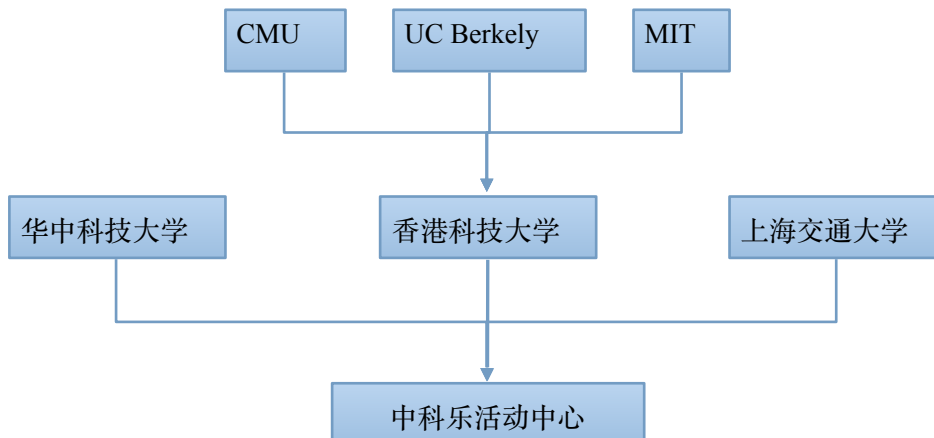 CMU
UC Berkely
MIT
华中科技大学
香港科技大学
上海交通大学
中科乐活动中心